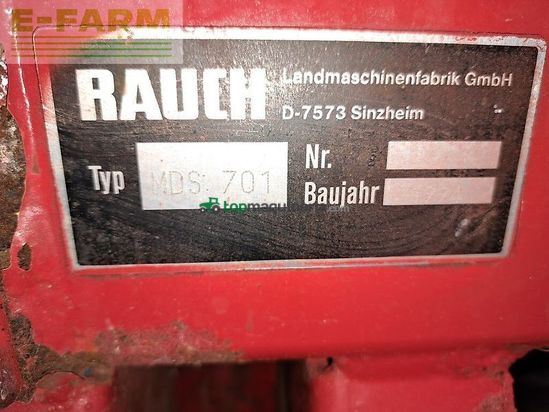 E-FARM
RAUCH
Landmaschinenfabrik GmbH
D-7573 Sinzheim
Typ MDS 701
Nr.
Baujahr